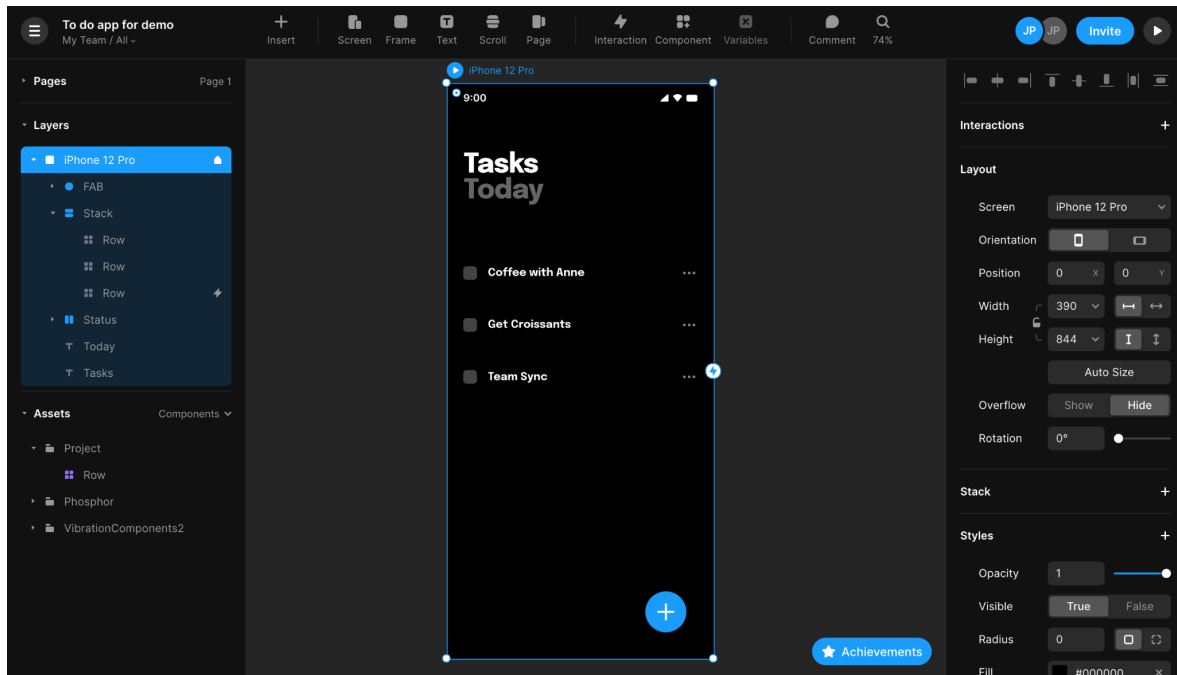 To do app for demo
My Team / All
Insert
Screen
Frame
Text
Scroll
Page
Interaction
Component
Variables
Comment
74%
JP
JP
Invite
Pages
Page 1
Layers
iPhone 12 Pro
FAB
Stack
Row
Row
Row
Status
Today
Tasks
Assets
Components
Project
Row
Phosphor
VibrationComponents2
iPhone 12 Pro
9:00
Tasks
Today
Coffee with Anne
Get Croissants
Team Sync
Achievements
Interactions
Layout
Screen
iPhone 12 Pro
Orientation
Position
0 X
0 Y
Width
390
Height
844
Auto Size
Overflow
Show
Hide
Rotation
0°
Stack
Styles
Opacity
1
Visible
True
False
Radius
0
Fill
#000000